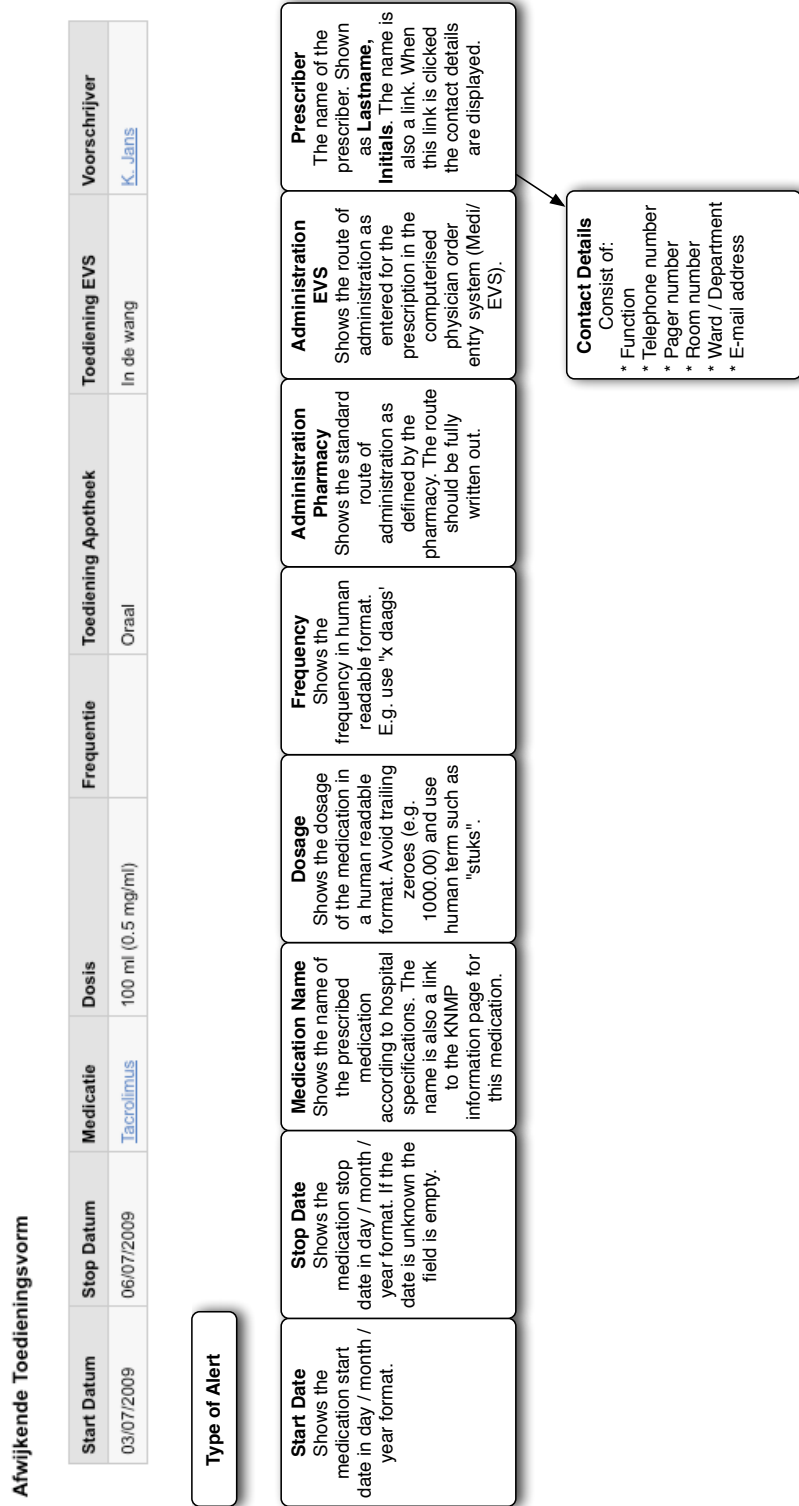 Afwijkende Toedieningsvorm
Start Datum Stop Datum Medicatie Dosis Frequentie Toediening Apotheek Toediening EVS Voorschrijver
03/07/2009 06/07/2009 Tacrolimus 100 ml (0.5 mg/ml) Oraal In de wang K. Jans
Type of Alert
Start Date
Shows the
medication start
date in day / month /
year format.
Stop Date
Shows the
medication stop
date in day / month /
year format. If the
date is unknown the
field is empty.
Medication Name
Shows the name of
the prescribed
medication
according to hospital
specifications. The
name is also a link
to the KNMP
information page for
this medication.
Dosage
Shows the dosage
of the medication in
a human readable
format. Avoid trailing
zeroes (e.g.
1000.00) and use
human term such as
"stuks".
Frequency
Shows the
frequency in human
readable format.
E.g. use "x daags'
Administration
Pharmacy
Shows the standard
route of
administration as
defined by the
pharmacy. The route
should be fully
written out.
Administration
EVS
Shows the route of
administration as
entered for the
prescription in the
computerised
physician order
entry system (Medi/
EVS).
Prescriber
The name of the
prescriber. Shown
as Lastname,
Initials. The name is
also a link. When
this link is clicked
the contact details
are displayed.
Contact Details
Consist of:
* Function
* Telephone number
* Pager number
* Room number
* Ward / Department
* E-mail address